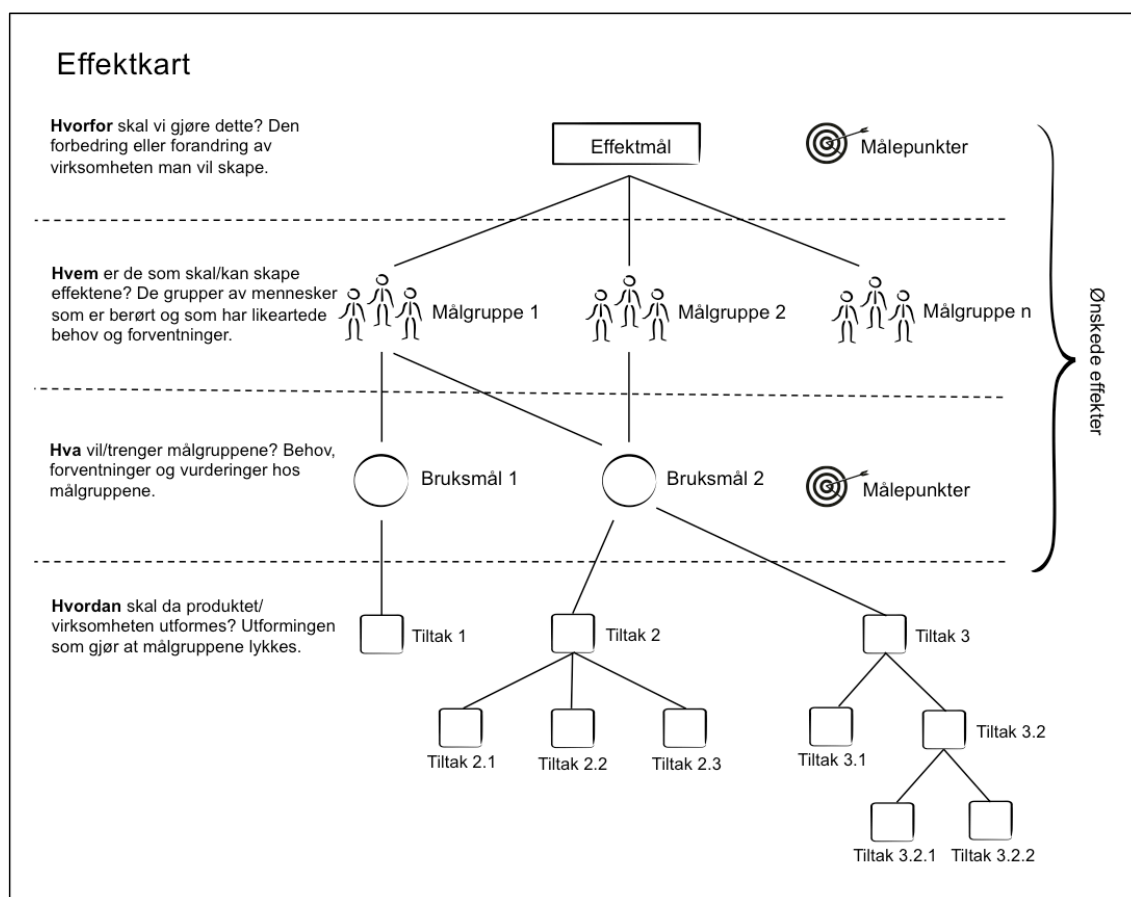 Effektkart
Hvorfor skal vi gjøre dette? Den
forbedring eller forandring av
virksomheten man vil skape.
Effektmål
Målepunkter
Hvem er de som skal/kan skape
effektene? De grupper av mennesker
som er berørt og som har likeartede
behov og forventninger.
Målgruppe 1
Målgruppe 2
Målgruppe n
Ønskede effekter
Hva vil/trenger målgruppene? Behov,
forventninger og vurderinger hos
målgruppene.
Bruksmål 1
Bruksmål 2
Målepunkter
Hvordan skal da produktet/
virksomheten utformes? Utformingen
som gjør at målgruppene lykkes.
Tiltak 1
Tiltak 2
Tiltak 3
Tiltak 2.1
Tiltak 2.2
Tiltak 2.3
Tiltak 3.1
Tiltak 3.2
Tiltak 3.2.1
Tiltak 3.2.2